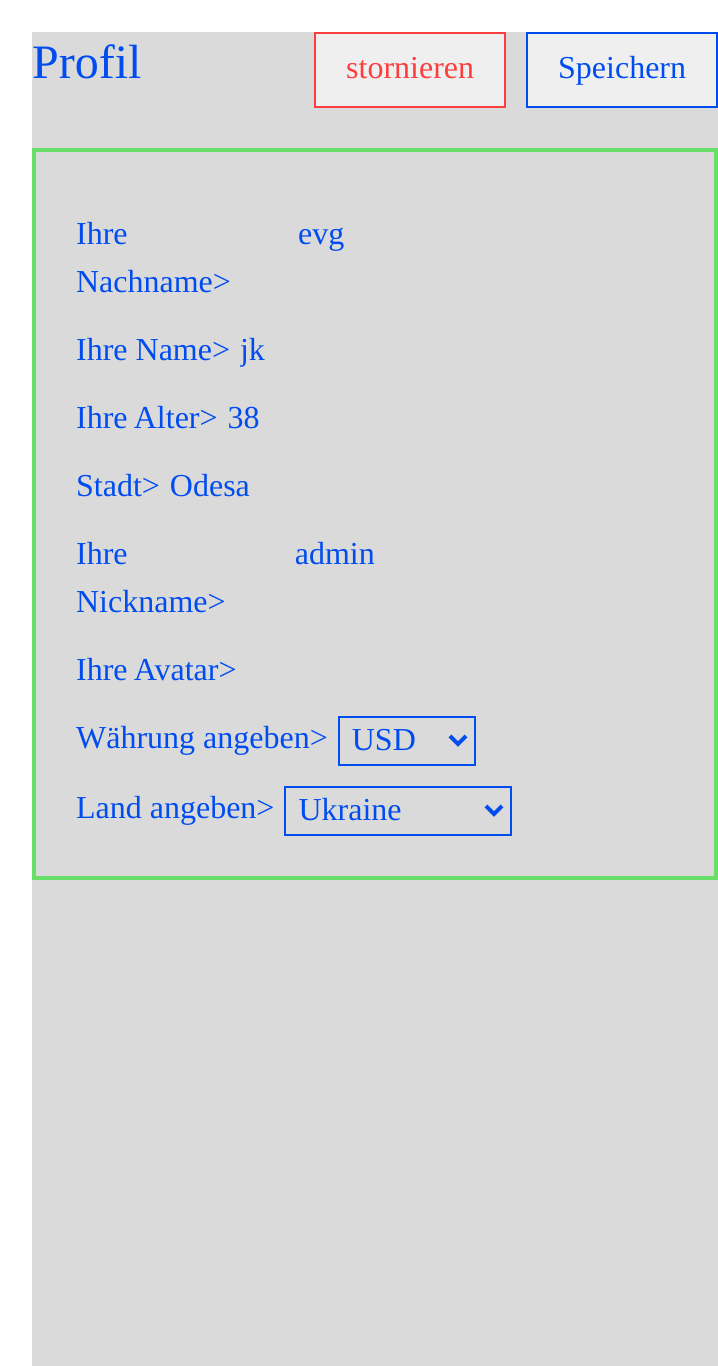 Profil stornieren Speichern
Ihre evg
Nachname>
Ihre Name> jk
Ihre Alter> 38
Stadt> Odesa
Ihre admin
Nickname>
Ihre Avatar>
Währung angeben> USD
Land angeben> Ukraine